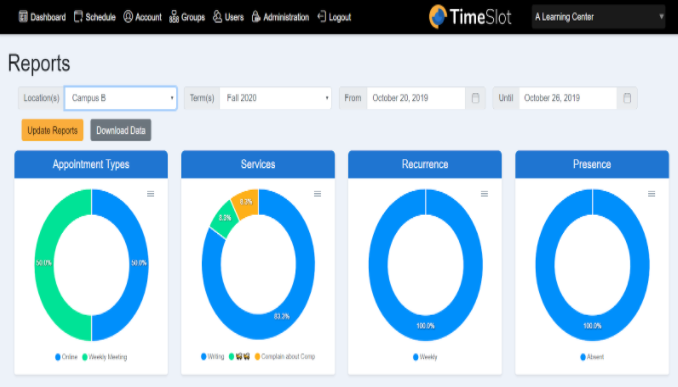 Dashboard Schedule Account Groups Users Administration Logout TimeSlot A Learning Center
Reports
Location(s) Campus B Term(s) Fall 2020 From October 20, 2019 Until October 26, 2019
Update Reports Download Data
Appointment Types Services Recurrence Presence
8.3%
8.3%
50.0% 50.0%
83.3%
100.0% 100.0%
Online Weekly Meeting Writing Complain about Comp Weekly Absent